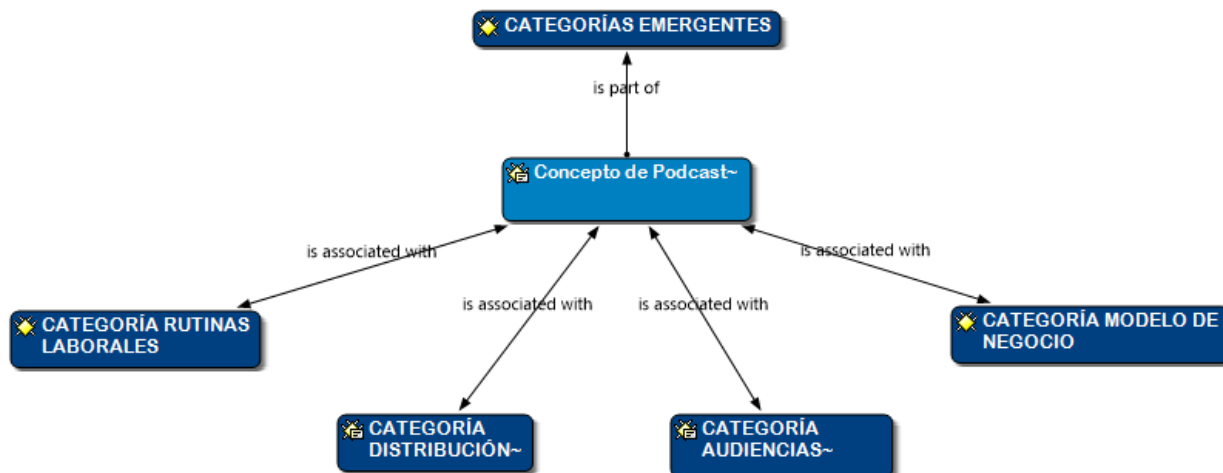 CATEGORÍAS EMERGENTES
is part of
Concepto de Podcast~
is associated with
is associated with
is associated with
is associated with
CATEGORÍA RUTINAS
LABORALES
CATEGORÍA MODELO DE
NEGOCIO
CATEGORÍA
DISTRIBUCIÓN~
CATEGORÍA
AUDIENCIAS~